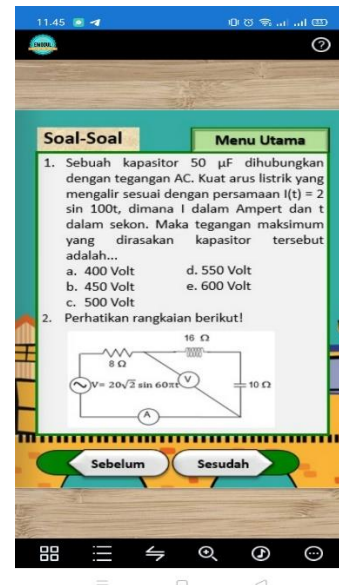 11.45
EMODUL
?
Soal-Soal
Menu Utama
1. Sebuah kapasitor 50 μF dihubungkan
dengan tegangan AC. Kuat arus listrik yang
mengalir sesuai dengan persamaan I(t) = 2
sin 100t, dimana I dalam Ampert dan t
dalam sekon. Maka tegangan maksimum
yang dirasakan kapasitor tersebut
adalah...
a. 400 Volt d. 550 Volt
b. 450 Volt e. 600 Volt
c. 500 Volt
2. Perhatikan rangkaian berikut!
16 Ω
8 Ω
V
V= 20√2 sin 60πt
10 Ω
A
Sebelum
Sesudah